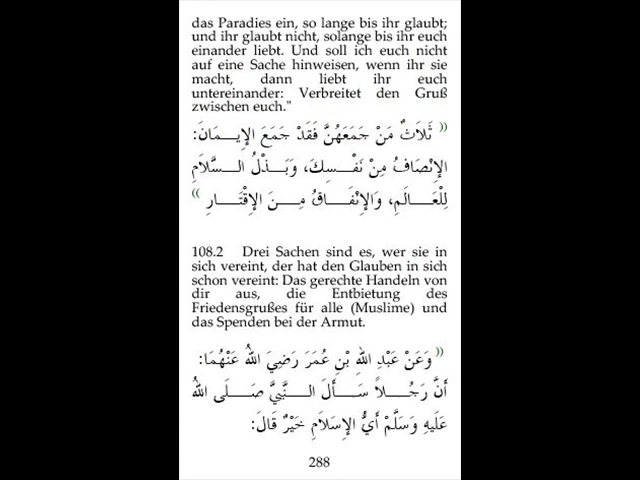 das Paradies ein, so lange bis ihr glaubt;
und ihr glaubt nicht, solange bis ihr euch
einander liebt. Und soll ich euch nicht
auf eine Sache hinweisen, wenn ihr sie
macht, dann liebt ihr euch
untereinander: Verbreitet den Gruß
zwischen euch."
(( ثَلَاثٌ مَنْ جَمَعَهُنَّ فَقَدْ جَمَعَ الإِيـمَانَ:
الإِنْصَافُ مِنْ نَفْسِكَ، وَبَذْلُ السَّلَامِ
لِلْعَالَمِ، وَالإِنْفَاقُ مِنَ الإِقْتَارِ ))
108.2 Drei Sachen sind es, wer sie in
sich vereint, der hat den Glauben in sich
schon vereint: Das gerechte Handeln von
dir aus, die Entbietung des
Friedensgrußes für alle (Muslime) und
das Spenden bei der Armut.
(( وَعَنْ عَبْدِ اللهِ بْنِ عُمَرَ رَضِيَ اللهُ عَنْهُمَا:
أَنَّ رَجُلاً سَأَلَ النَّبِيَّ صَلَى اللهُ
عَلَيهِ وَسَلَّمْ أَيُّ الإِسْلَامِ خَيْرٌ قَالَ:
288